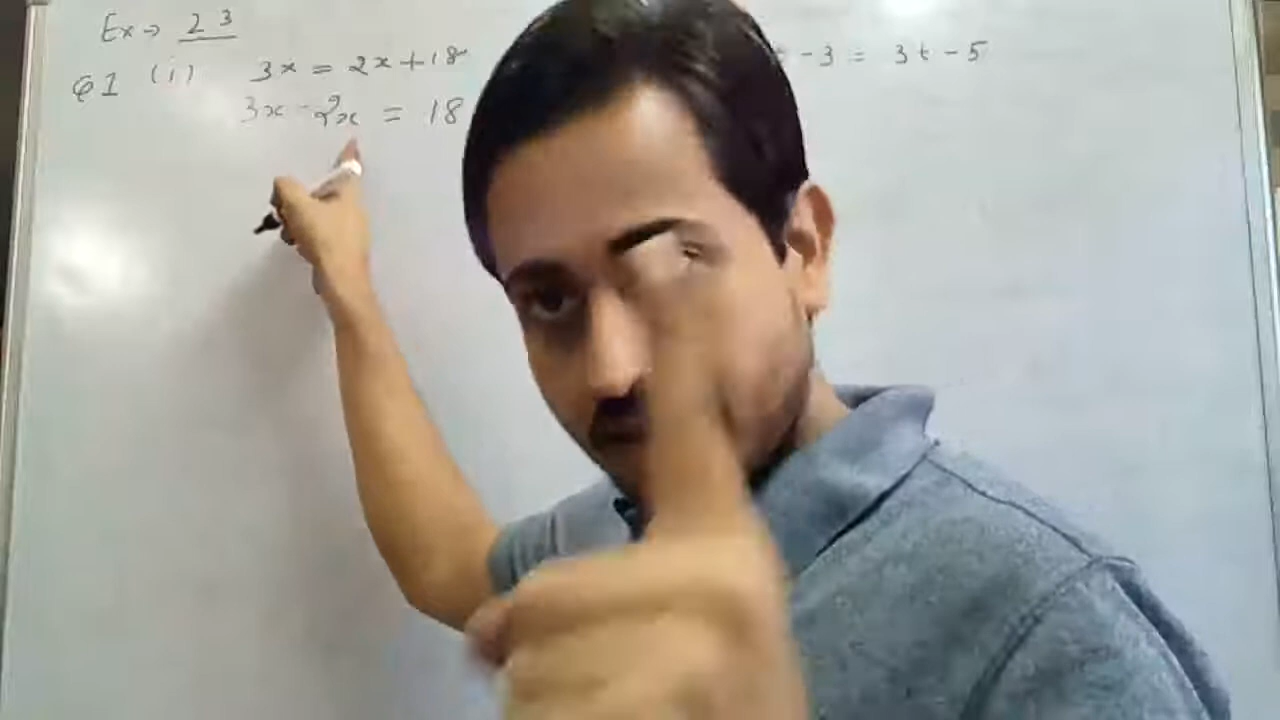 Ex → 2 3
Q1 (i) 3x = 2x + 18
- 3 = 3t - 5
3x - 2x = 18